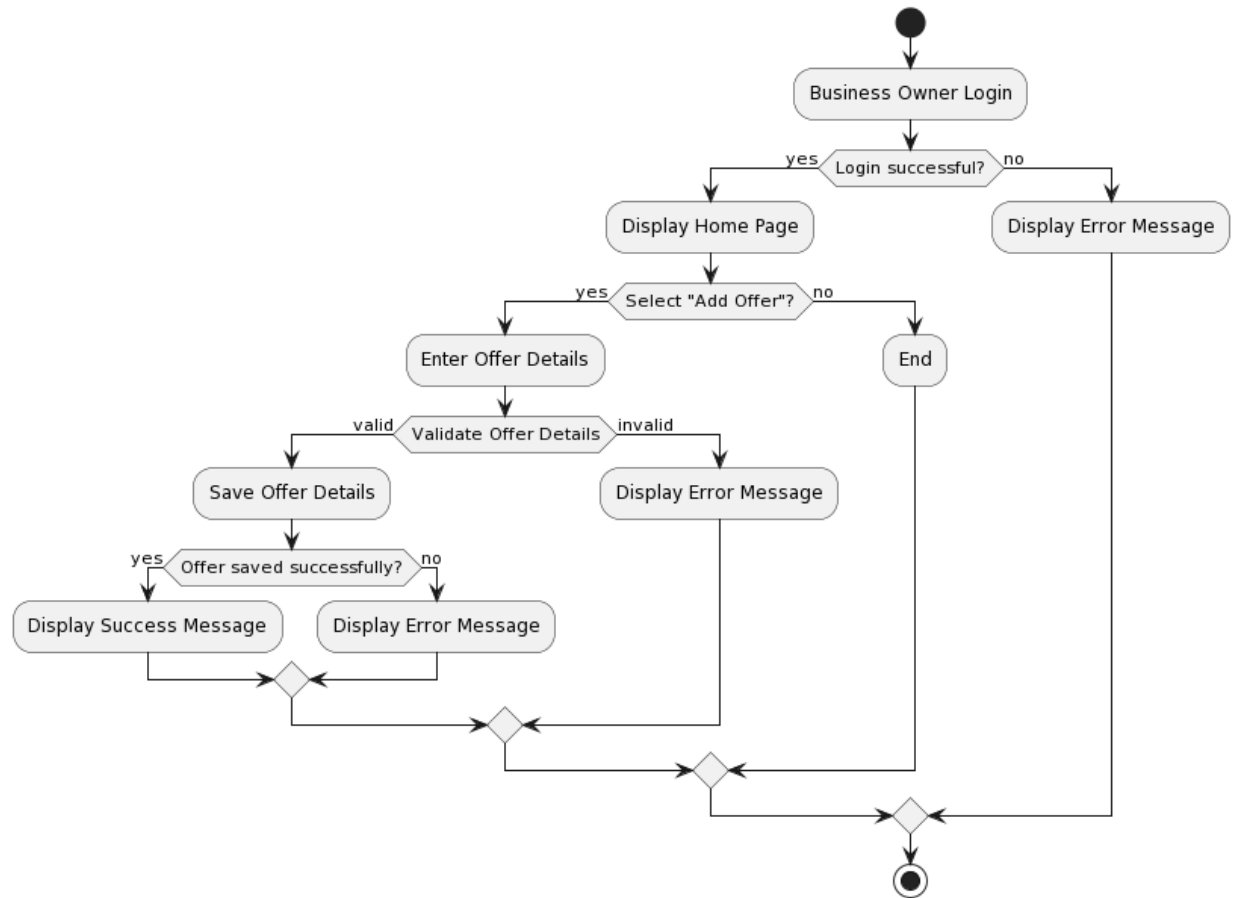 Business Owner Login
yes
Login successful?
no
Display Home Page
Display Error Message
yes
Select "Add Offer"?
no
Enter Offer Details
End
valid
Validate Offer Details
invalid
Save Offer Details
Display Error Message
yes
Offer saved successfully?
no
Display Success Message
Display Error Message